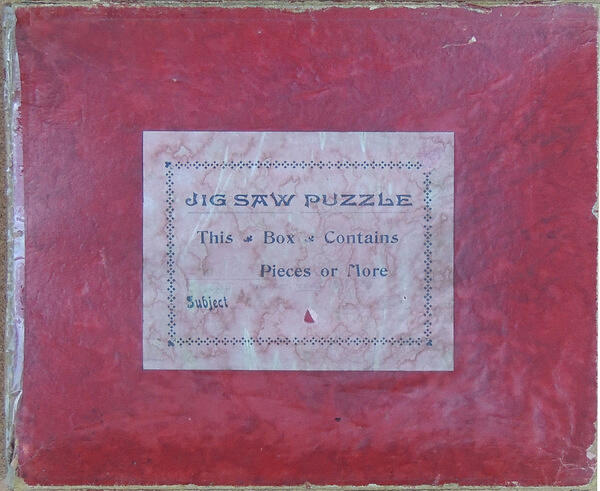 JIG SAW PUZZLE
This Box Contains
Pieces or More
Subject